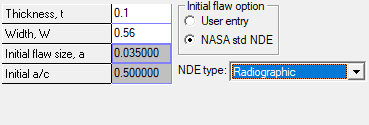 Thickness, t 0.1
Width, W 0.56
Initial flaw size, a 0.035000
Initial a/c 0.500000
Initial flaw option
User entry
NASA std NDE
NDE type: Radiographic